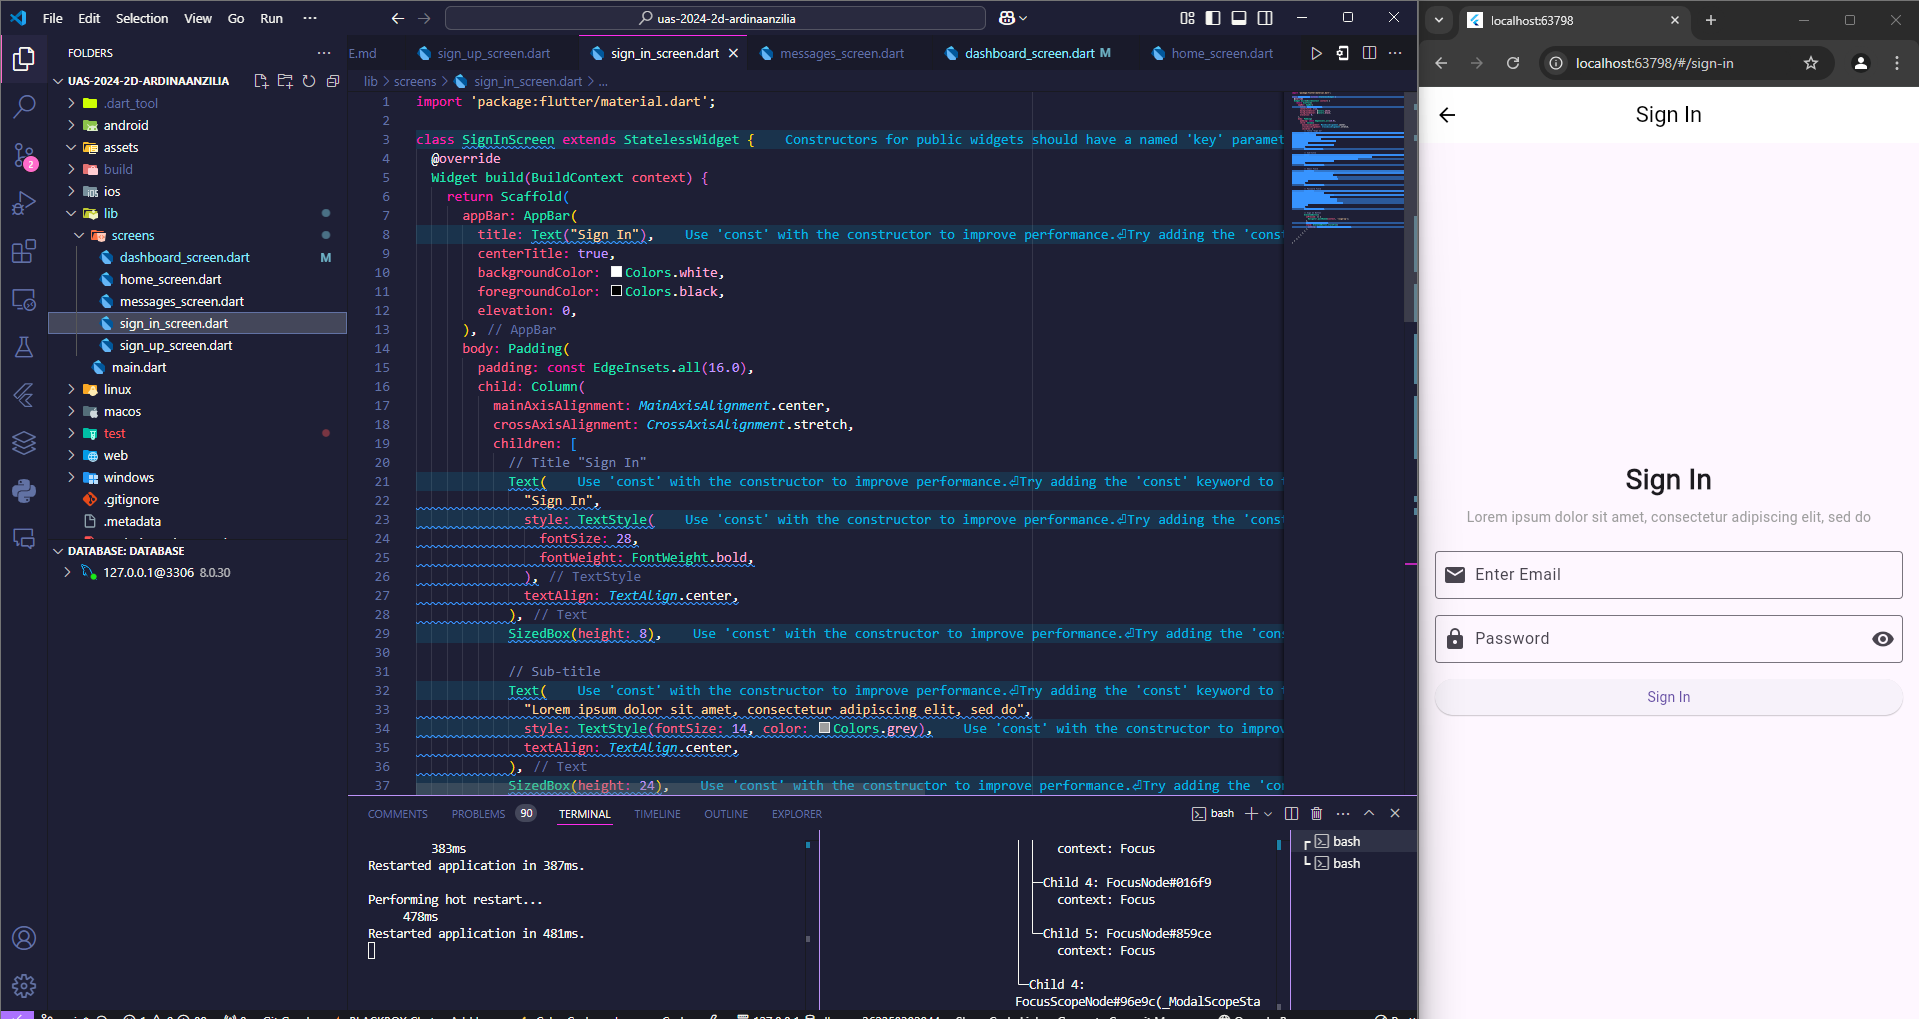 File Edit Selection View Go Run ···
uas-2024-2d-ardinaanzilia
FOLDERS
UAS-2024-2D-ARDINAANZILIA
.dart_tool
android
assets
build
ios
lib
screens
dashboard_screen.dart M
home_screen.dart
messages_screen.dart
sign_in_screen.dart
sign_up_screen.dart
main.dart
linux
macos
test
web
windows
.gitignore
.metadata
DATABASE: DATABASE
127.0.0.1@3306 8.0.30
2
E.md sign_up_screen.dart sign_in_screen.dart messages_screen.dart dashboard_screen.dart M home_screen.dart
lib > screens > sign_in_screen.dart > ...
1 import 'package:flutter/material.dart';
2
3 class SignInScreen extends StatelessWidget { Constructors for public widgets should have a named 'key' paramet
4 @override
5 Widget build(BuildContext context) {
6 return Scaffold(
7 appBar: AppBar(
8 title: Text("Sign In"), Use 'const' with the constructor to improve performance.⏎Try adding the 'const
9 centerTitle: true,
10 backgroundColor: Colors.white,
11 foregroundColor: Colors.black,
12 elevation: 0,
13 ), // AppBar
14 body: Padding(
15 padding: const EdgeInsets.all(16.0),
16 child: Column(
17 mainAxisAlignment: MainAxisAlignment.center,
18 crossAxisAlignment: CrossAxisAlignment.stretch,
19 children: [
20 // Title "Sign In"
21 Text( Use 'const' with the constructor to improve performance.⏎Try adding the 'const' keyword to t
22 "Sign In",
23 style: TextStyle( Use 'const' with the constructor to improve performance.⏎Try adding the 'const
24 fontSize: 28,
25 fontWeight: FontWeight.bold,
26 ), // TextStyle
27 textAlign: TextAlign.center,
28 ), // Text
29 SizedBox(height: 8), Use 'const' with the constructor to improve performance.⏎Try adding the 'cons
30
31 // Sub-title
32 Text( Use 'const' with the constructor to improve performance.⏎Try adding the 'const' keyword to t
33 "Lorem ipsum dolor sit amet, consectetur adipiscing elit, sed do",
34 style: TextStyle(fontSize: 14, color: Colors.grey), Use 'const' with the constructor to improv
35 textAlign: TextAlign.center,
36 ), // Text
37 SizedBox(height: 24), Use 'const' with the constructor to improve performance.⏎Try adding the 'con
COMMENTS PROBLEMS 90 TERMINAL TIMELINE OUTLINE EXPLORER
bash
383ms
Restarted application in 387ms.
Performing hot restart...
478ms
Restarted application in 481ms.
context: Focus
Child 4: FocusNode#016f9
context: Focus
Child 5: FocusNode#859ce
context: Focus
Child 4:
FocusScopeNode#96e9c(_ModalScopeSta
bash
bash
localhost:63798
localhost:63798/#/sign-in
Sign In
Sign In
Lorem ipsum dolor sit amet, consectetur adipiscing elit, sed do
Enter Email
Password
Sign In